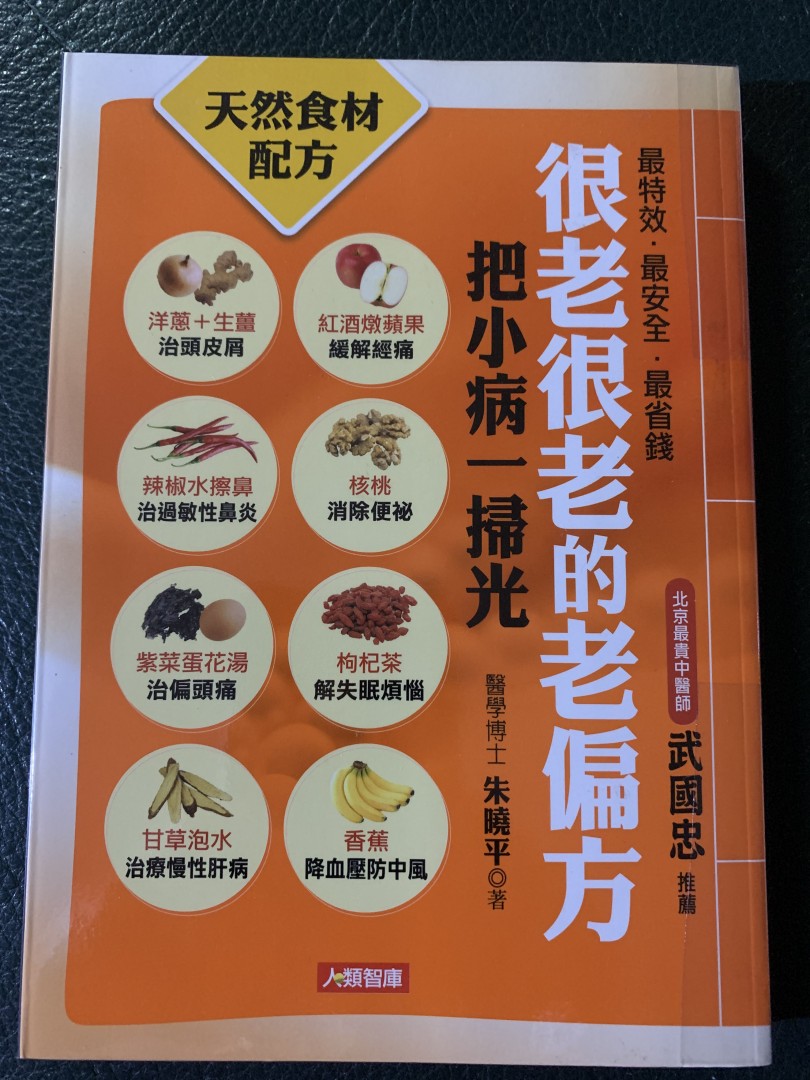 天然食材
配方
最特效·最安全·最省錢
很老很老的老偏方
把小病一掃光
北京最貴中醫師
武國忠 推薦
醫學博士 朱曉平◎著
洋蔥＋生薑
治頭皮屑
紅酒燉蘋果
緩解經痛
辣椒水擦鼻
治過敏性鼻炎
核桃
消除便祕
紫菜蛋花湯
治偏頭痛
枸杞茶
解失眠煩惱
甘草泡水
治療慢性肝病
香蕉
降血壓防中風
人類智庫